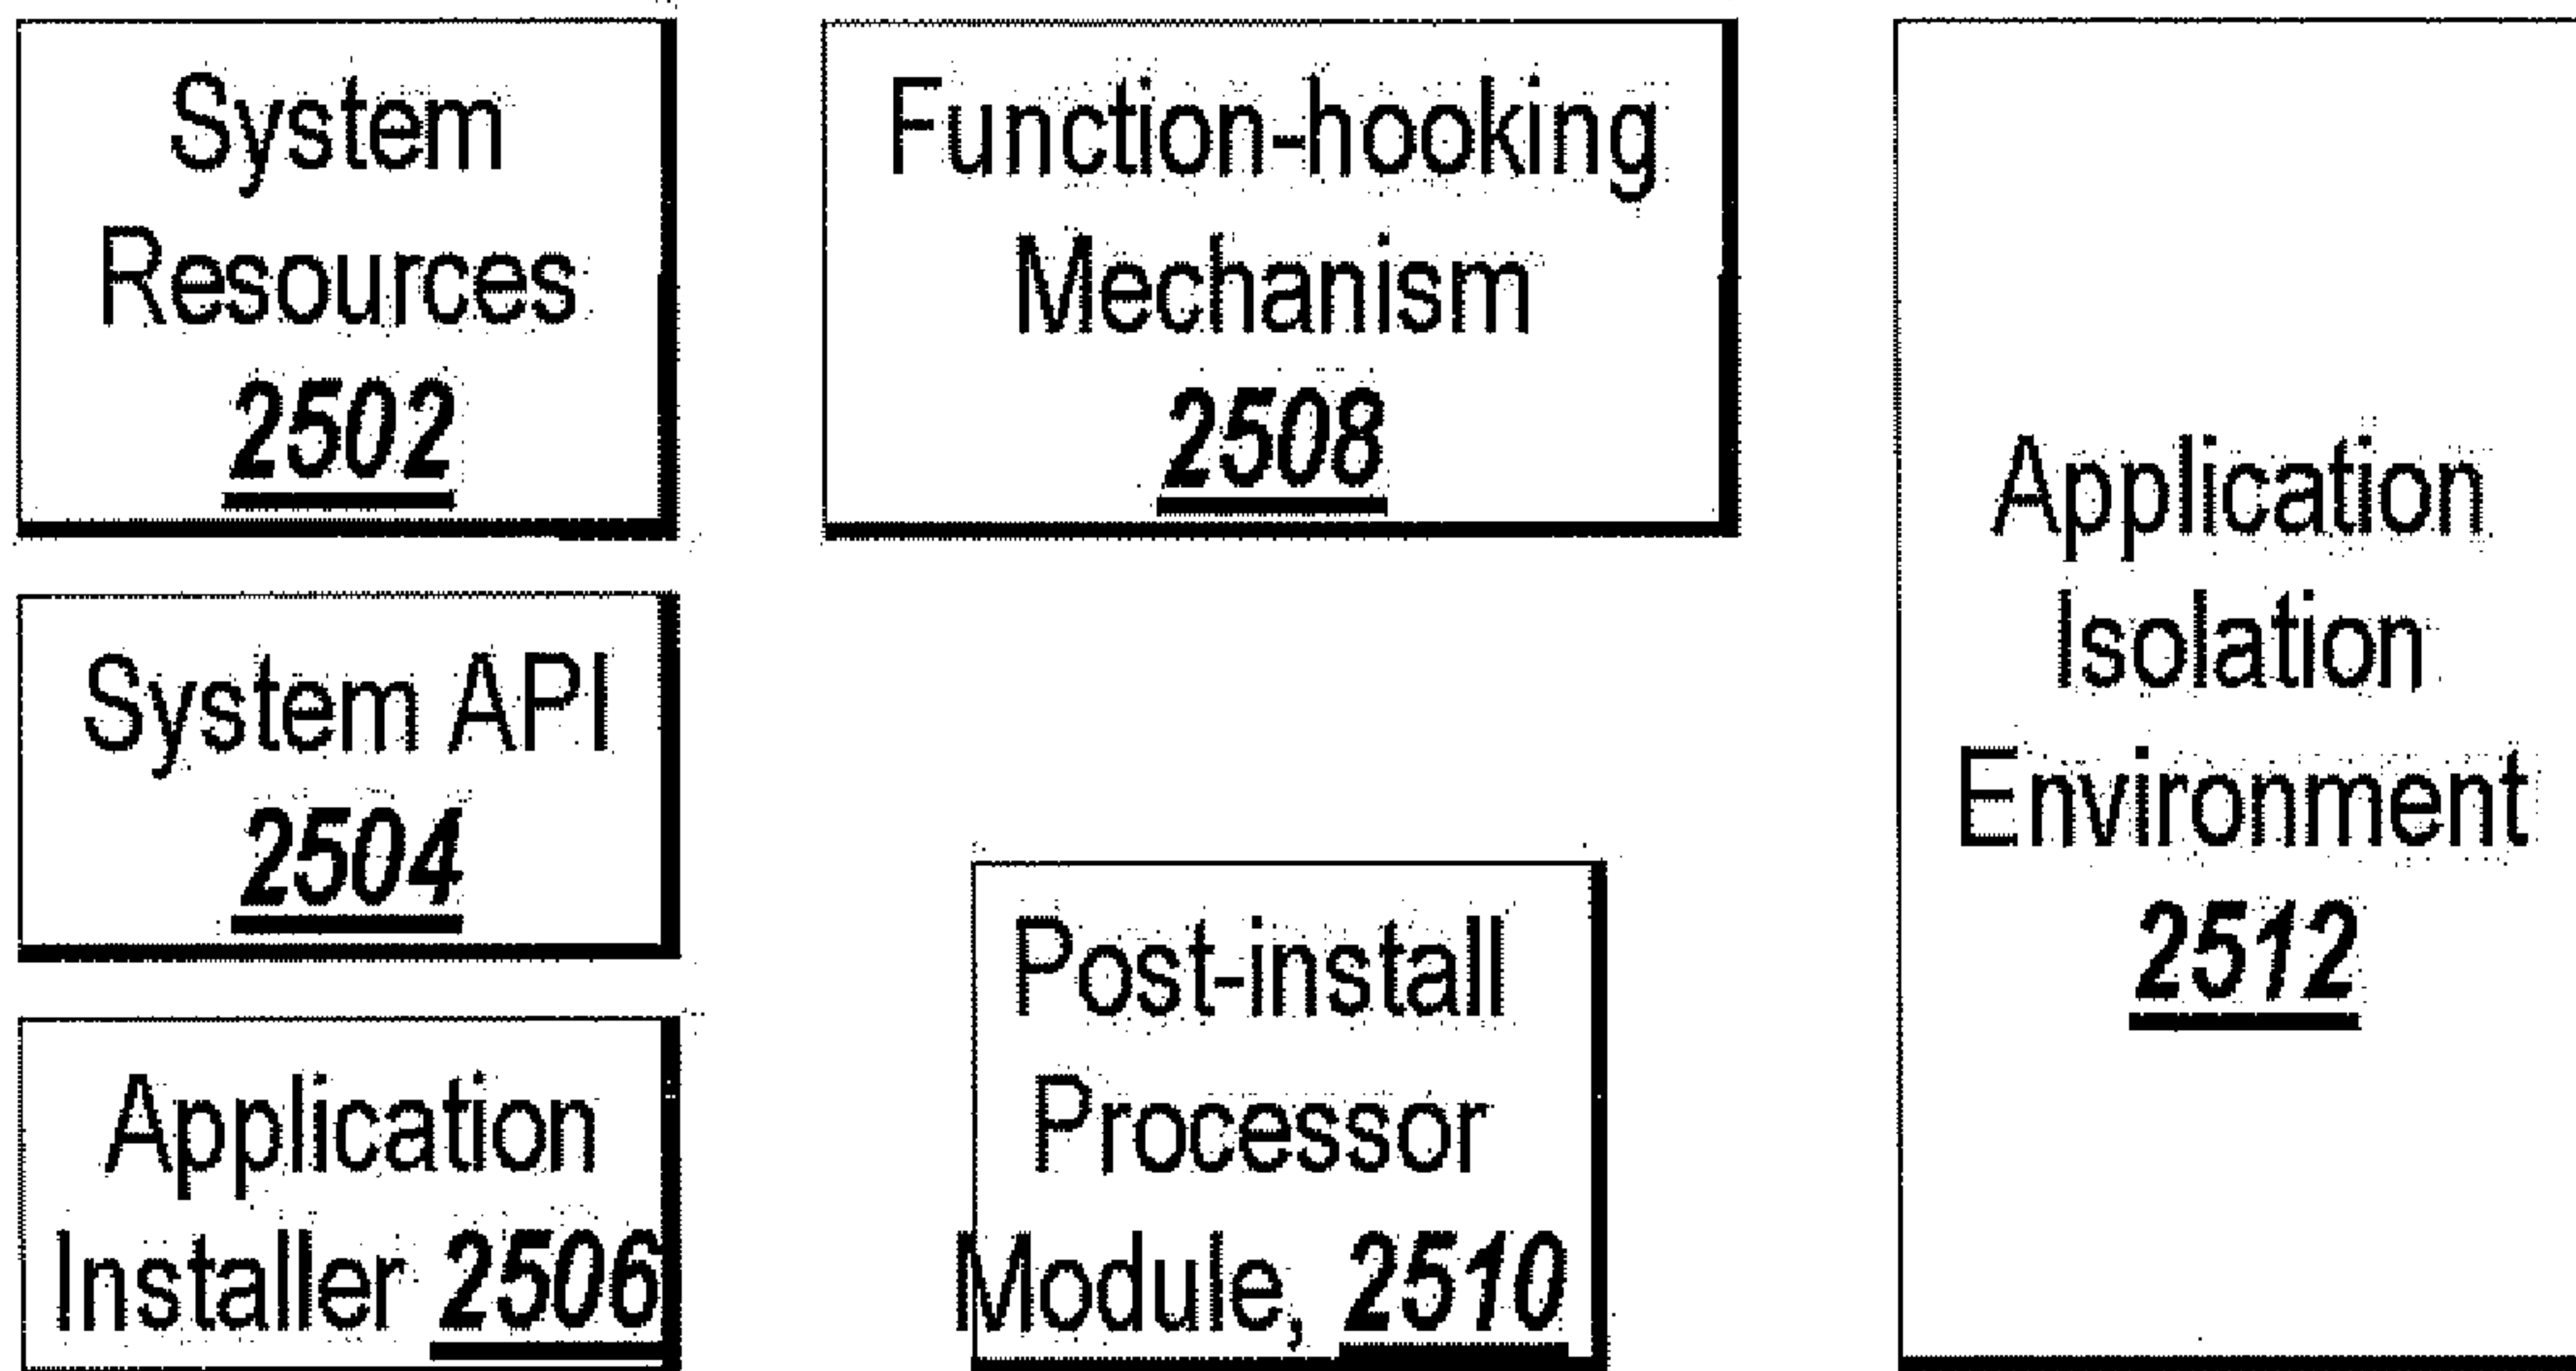 System
Resources
2502
System API
2504
Application
Installer 2506
Function-hooking
Mechanism
2508
Post-install
Processor
Module, 2510
Application
Isolation
Environment
2512